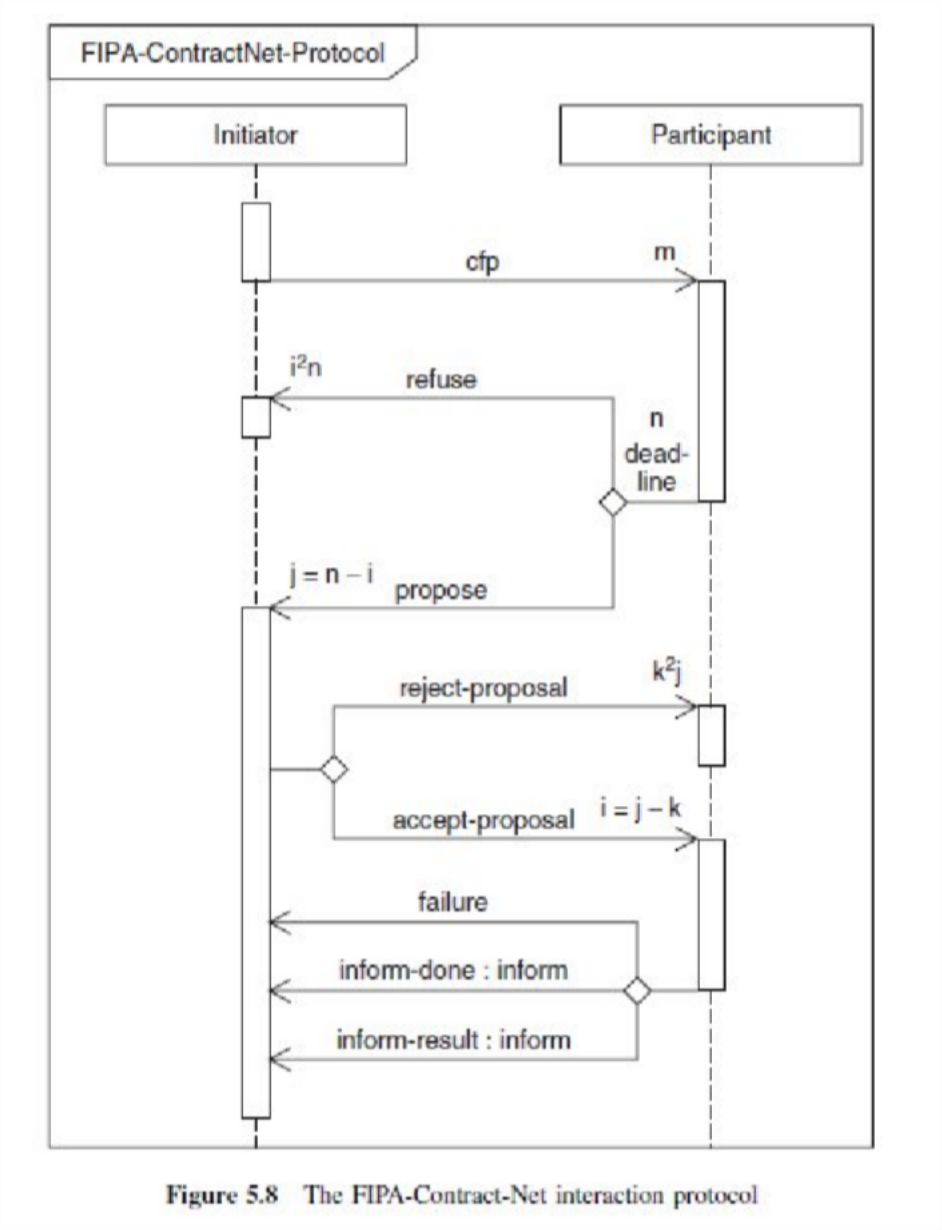 FIPA-ContractNet-Protocol
Initiator
Participant
cfp
m
i²n
refuse
n
dead-
line
j = n – i
propose
reject-proposal
k²j
accept-proposal
i = j – k
failure
inform-done : inform
inform-result : inform
Figure 5.8 The FIPA-Contract-Net interaction protocol